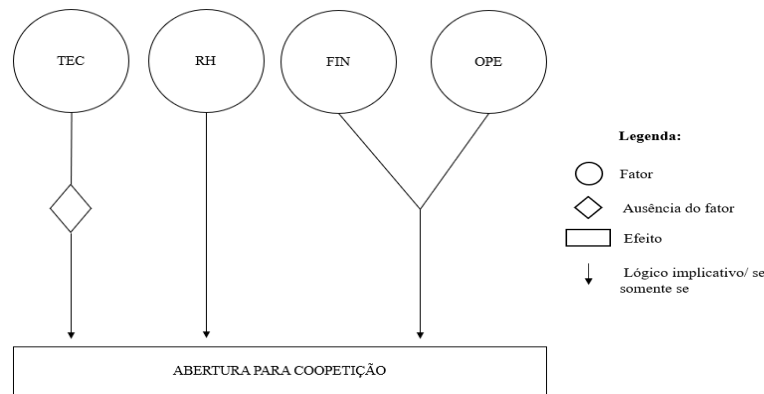 TEC
RH
FIN
OPE
Legenda:
Fator
Ausência do fator
Efeito
Lógico implicativo/ se
somente se
ABERTURA PARA COOPETIÇÃO